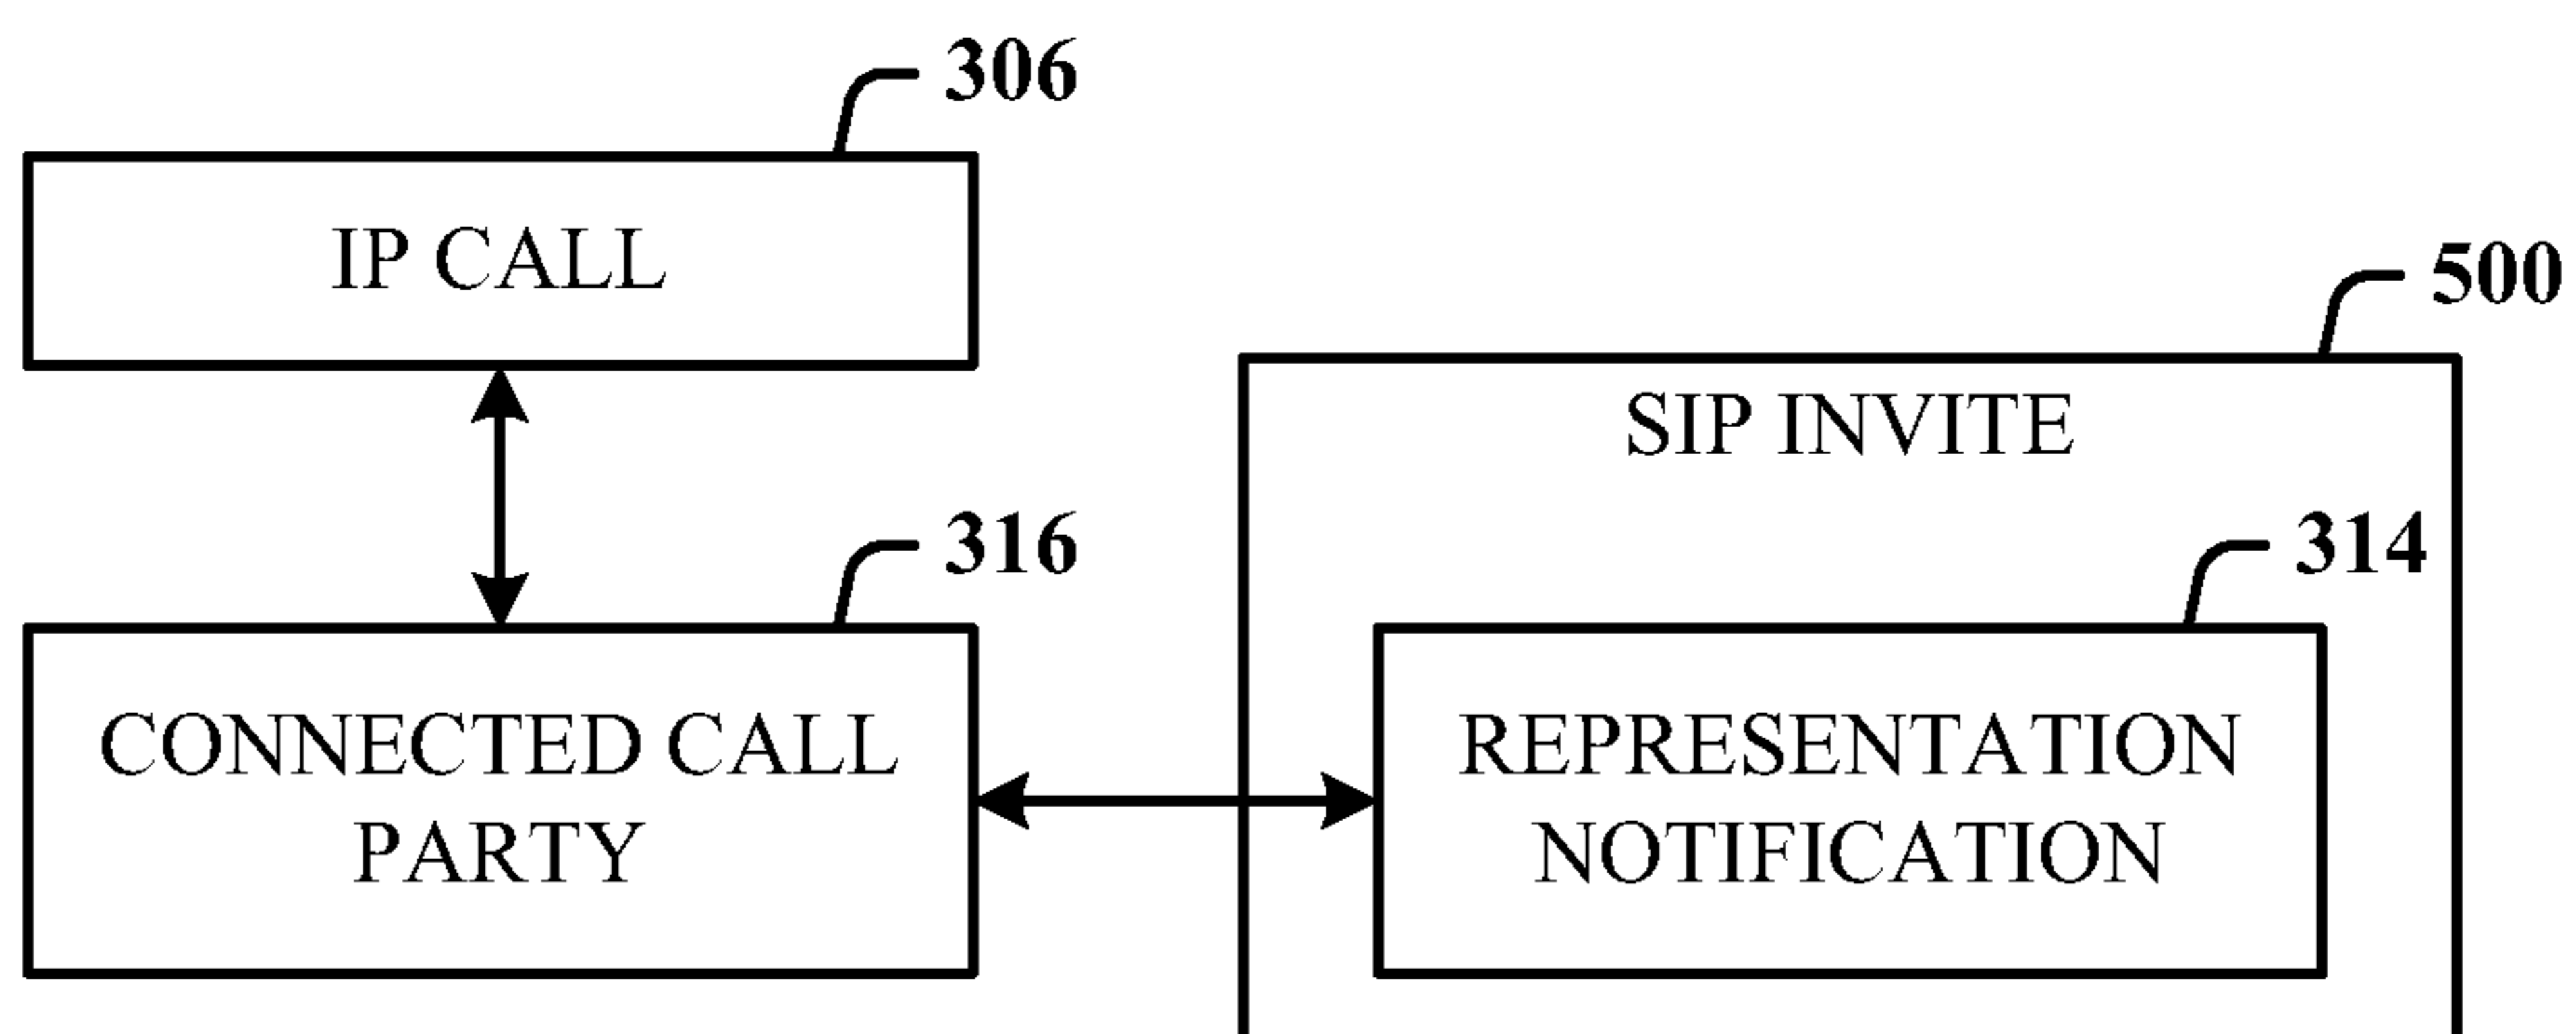 306
IP CALL
500
SIP INVITE
316
314
CONNECTED CALL
PARTY
REPRESENTATION
NOTIFICATION